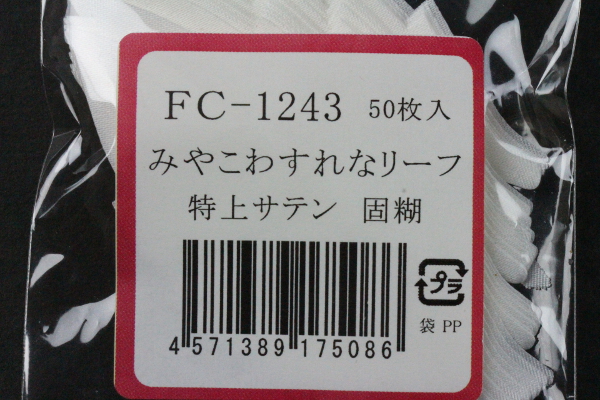 FC-1243 50枚入
みやこわすれなリーフ
特上サテン 固糊
プラ
袋 PP
4 571389 175086